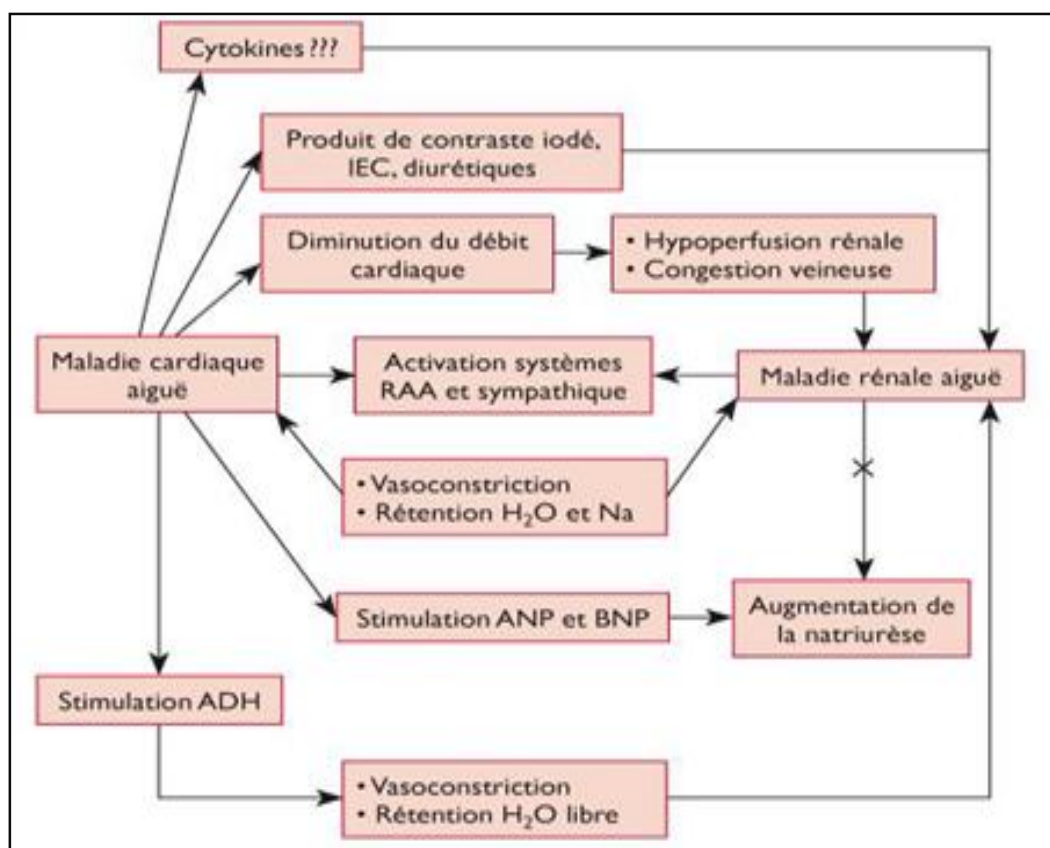 Cytokines ???
Produit de contraste iodé,
IEC, diurétiques
Diminution du débit
cardiaque
• Hypoperfusion rénale
• Congestion veineuse
Maladie cardiaque
aiguë
Activation systèmes
RAA et sympathique
Maladie rénale aiguë
• Vasoconstriction
• Rétention H₂O et Na
Stimulation ANP et BNP
Augmentation de
la natriurèse
Stimulation ADH
• Vasoconstriction
• Rétention H₂O libre